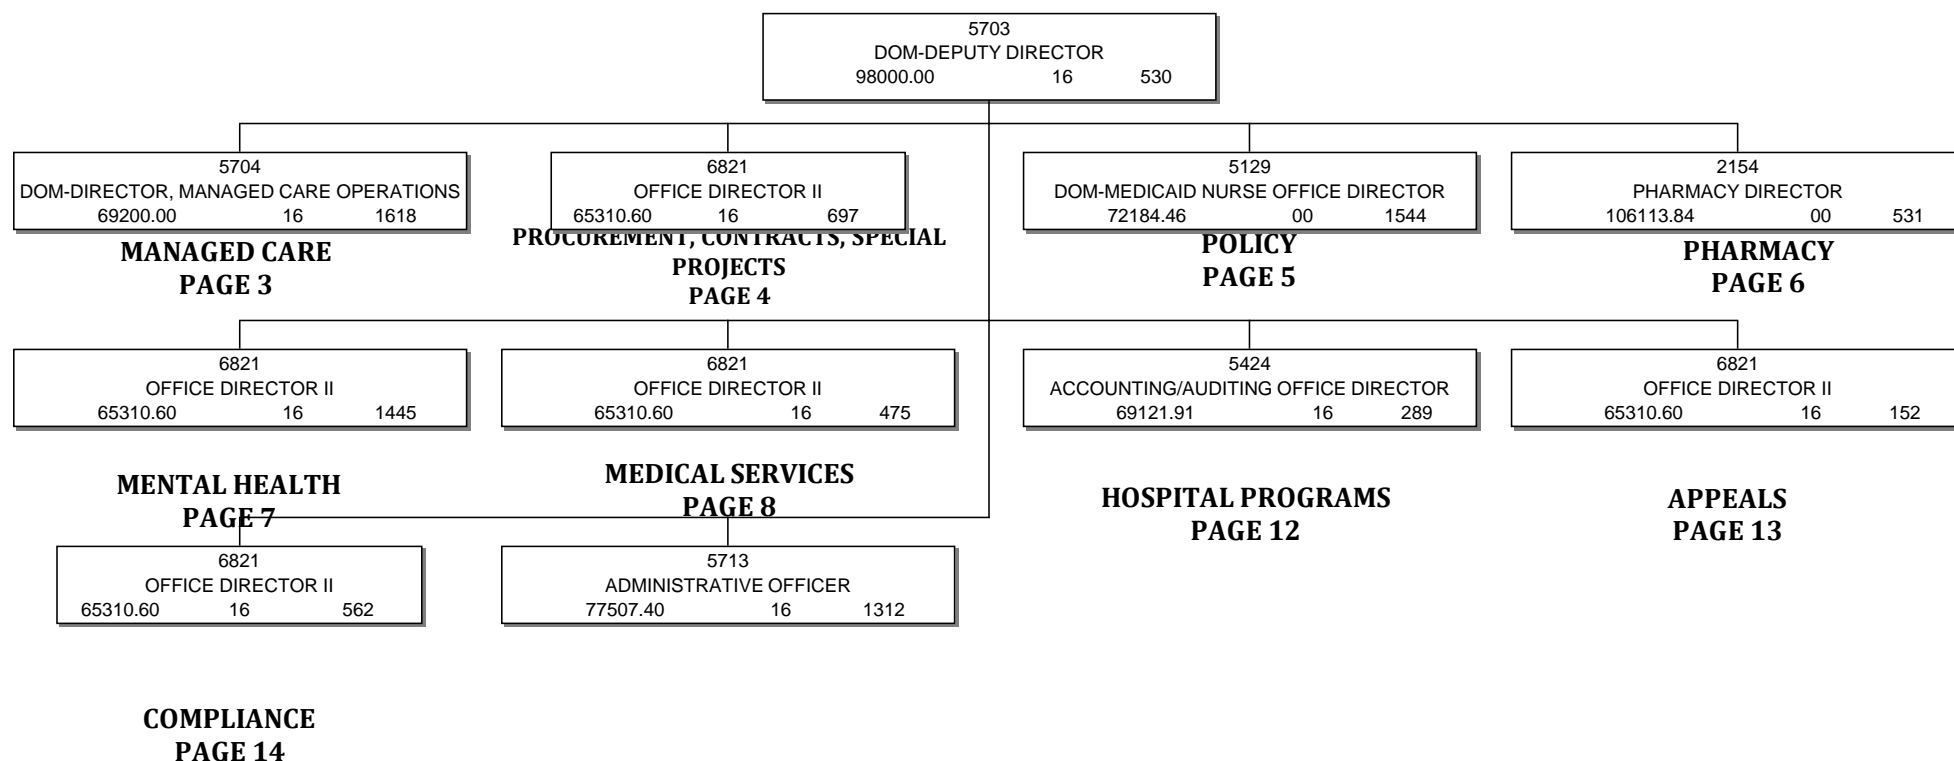 5703
DOM-DEPUTY DIRECTOR
98000.00 16 530
5704
DOM-DIRECTOR, MANAGED CARE OPERATIONS
69200.00 16 1618
MANAGED CARE
PAGE 3
6821
OFFICE DIRECTOR II
65310.60 16 697
PROCUREMENT, CONTRACTS, SPECIAL
PROJECTS
PAGE 4
5129
DOM-MEDICAID NURSE OFFICE DIRECTOR
72184.46 00 1544
POLICY
PAGE 5
2154
PHARMACY DIRECTOR
106113.84 00 531
PHARMACY
PAGE 6
6821
OFFICE DIRECTOR II
65310.60 16 1445
MENTAL HEALTH
PAGE 7
6821
OFFICE DIRECTOR II
65310.60 16 475
MEDICAL SERVICES
PAGE 8
5424
ACCOUNTING/AUDITING OFFICE DIRECTOR
69121.91 16 289
HOSPITAL PROGRAMS
PAGE 12
6821
OFFICE DIRECTOR II
65310.60 16 152
APPEALS
PAGE 13
6821
OFFICE DIRECTOR II
65310.60 16 562
COMPLIANCE
PAGE 14
5713
ADMINISTRATIVE OFFICER
77507.40 16 1312